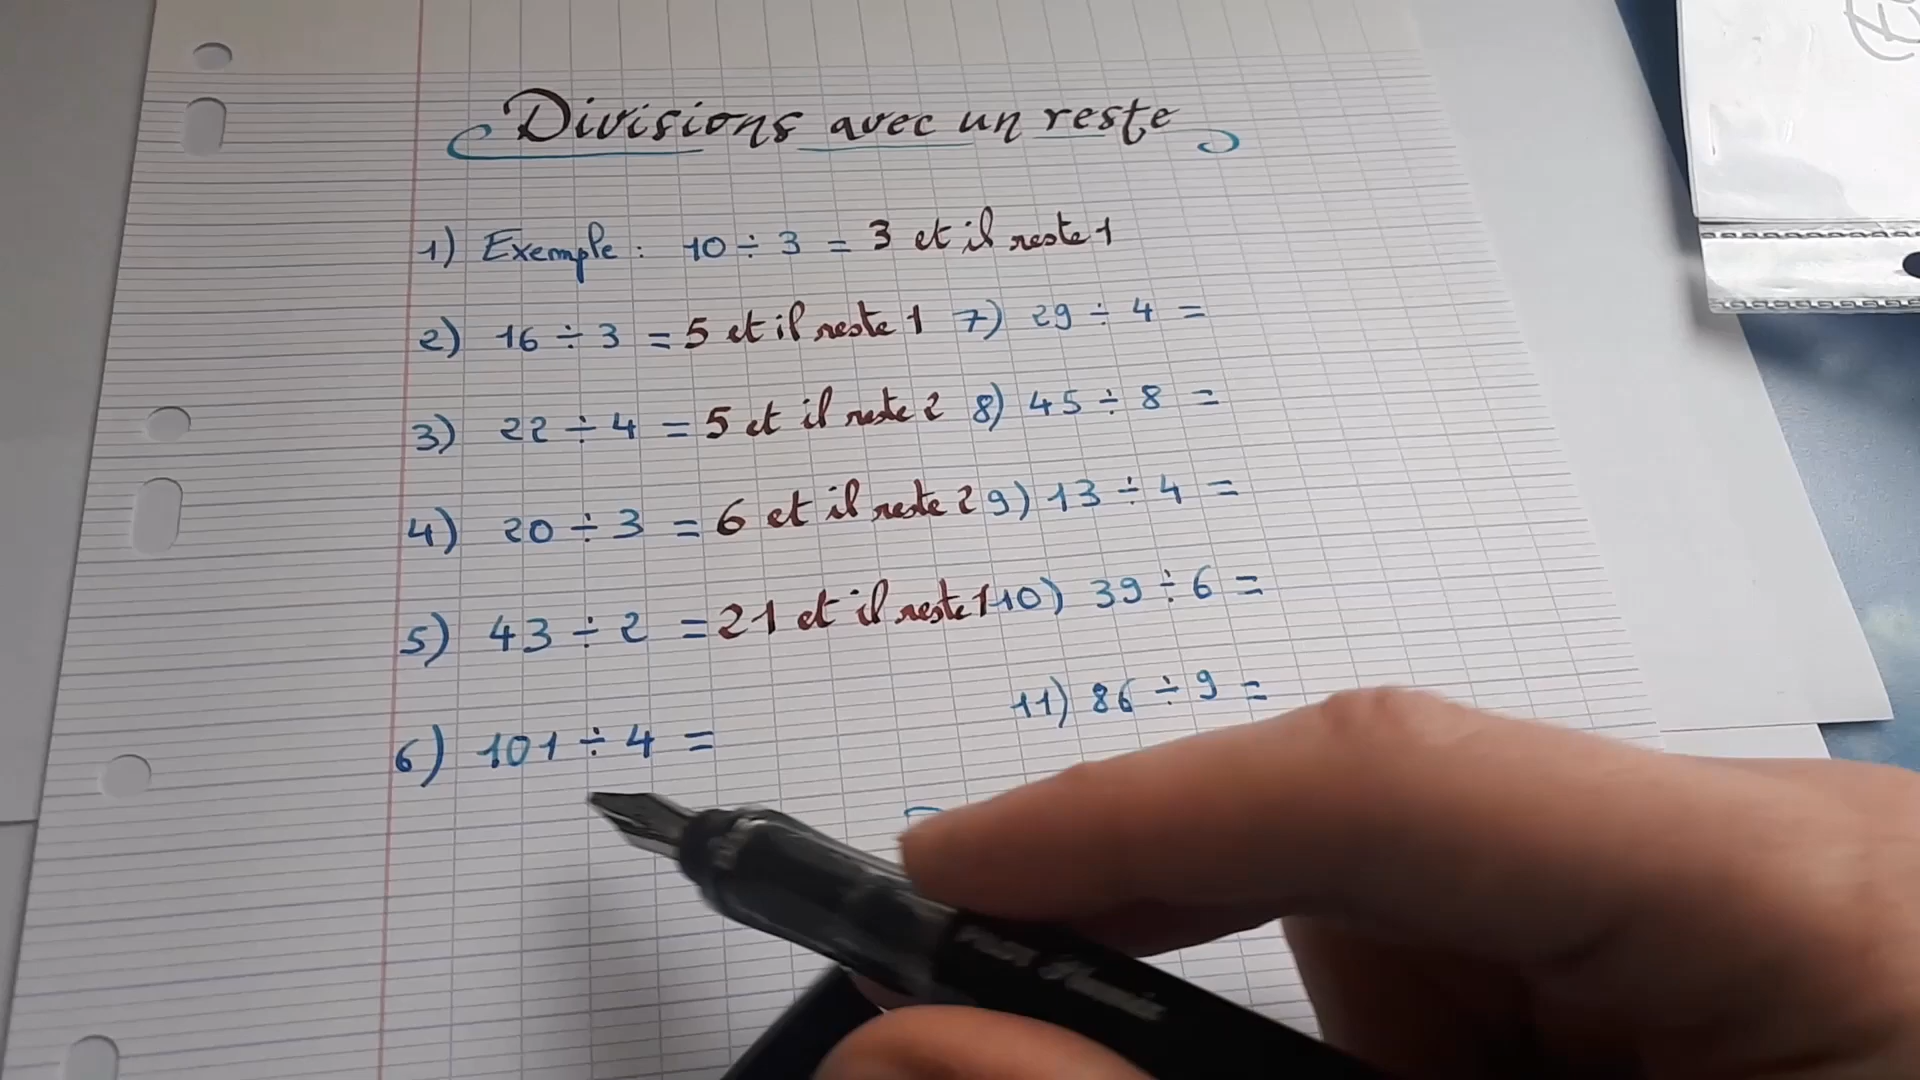 Divisions avec un reste
1) Exemple : 10 ÷ 3 = 3 et il reste 1
2) 16 ÷ 3 = 5 et il reste 1
7) 29 ÷ 4 =
3) 22 ÷ 4 = 5 et il reste 2
8) 45 ÷ 8 =
4) 20 ÷ 3 = 6 et il reste 2
9) 13 ÷ 4 =
5) 43 ÷ 2 = 21 et il reste 1
10) 39 ÷ 6 =
6) 101 ÷ 4 =
11) 86 ÷ 9 =
PILOT